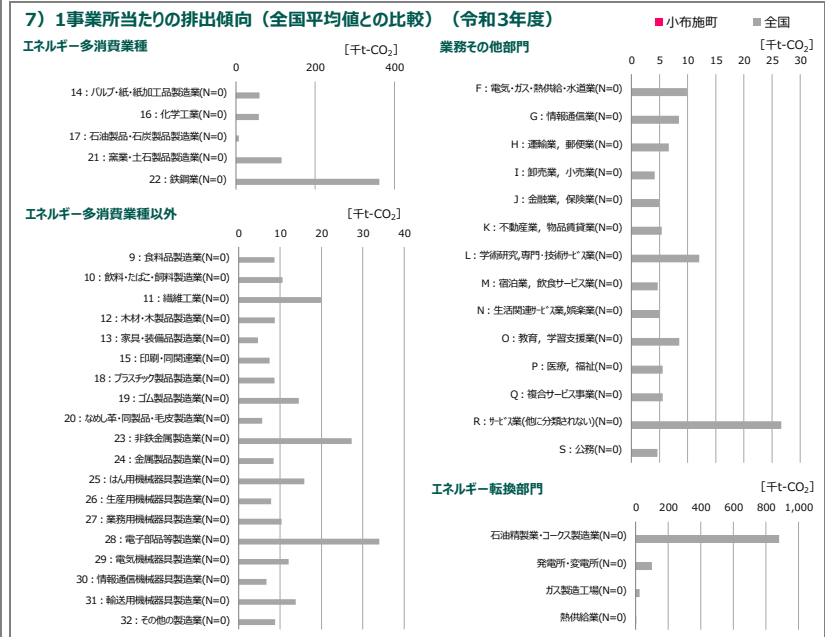 7）1事業所当たりの排出傾向（全国平均値との比較）（令和3年度）
■小布施町 ■全国
エネルギー多消費業種
[千t-CO₂]
0 200 400
14：パルプ・紙・紙加工品製造業(N=0)
16：化学工業(N=0)
17：石油製品・石炭製品製造業(N=0)
21：窯業・土石製品製造業(N=0)
22：鉄鋼業(N=0)
エネルギー多消費業種以外
[千t-CO₂]
0 10 20 30 40
9：食料品製造業(N=0)
10：飲料・たばこ・飼料製造業(N=0)
11：繊維工業(N=0)
12：木材・木製品製造業(N=0)
13：家具・装備品製造業(N=0)
15：印刷・同関連業(N=0)
18：プラスチック製品製造業(N=0)
19：ゴム製品製造業(N=0)
20：なめし革・同製品・毛皮製造業(N=0)
23：非鉄金属製造業(N=0)
24：金属製品製造業(N=0)
25：はん用機械器具製造業(N=0)
26：生産用機械器具製造業(N=0)
27：業務用機械器具製造業(N=0)
28：電子部品等製造業(N=0)
29：電気機械器具製造業(N=0)
30：情報通信機械器具製造業(N=0)
31：輸送用機械器具製造業(N=0)
32：その他の製造業(N=0)
業務その他部門
[千t-CO₂]
0 5 10 15 20 25 30
F：電気・ガス・熱供給・水道業(N=0)
G：情報通信業(N=0)
H：運輸業，郵便業(N=0)
I：卸売業，小売業(N=0)
J：金融業，保険業(N=0)
K：不動産業，物品賃貸業(N=0)
L：学術研究,専門・技術ｻｰﾋﾞｽ業(N=0)
M：宿泊業，飲食サービス業(N=0)
N：生活関連ｻｰﾋﾞｽ業,娯楽業(N=0)
O：教育，学習支援業(N=0)
P：医療，福祉(N=0)
Q：複合サービス事業(N=0)
R：ｻｰﾋﾞｽ業(他に分類されない)(N=0)
S：公務(N=0)
エネルギー転換部門
[千t-CO₂]
0 200 400 600 800 1,000
石油精製業・コークス製造業(N=0)
発電所・変電所(N=0)
ガス製造工場(N=0)
熱供給業(N=0)